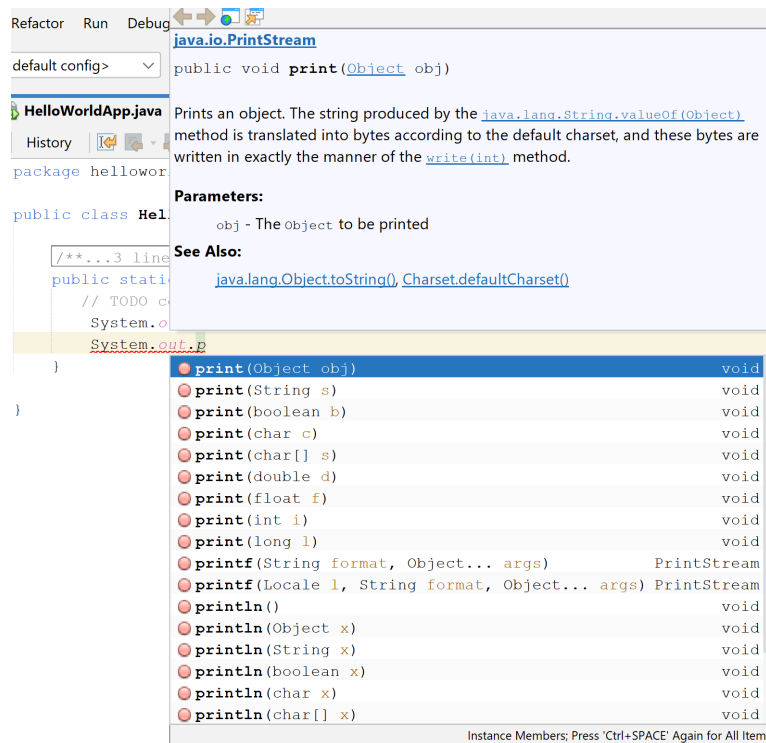 Refactor Run Debug
default config>
HelloWorldApp.java
History
package hellowor
public class Hel
/**...3 line
public stati
// TODO c
System.o
System.out.p
}
}
java.io.PrintStream
public void print(Object obj)
Prints an object. The string produced by the java.lang.String.valueOf(Object)
method is translated into bytes according to the default charset, and these bytes are
written in exactly the manner of the write(int) method.
Parameters:
obj - The Object to be printed
See Also:
java.lang.Object.toString(), Charset.defaultCharset()
print(Object obj) void
print(String s) void
print(boolean b) void
print(char c) void
print(char[] s) void
print(double d) void
print(float f) void
print(int i) void
print(long l) void
printf(String format, Object... args) PrintStream
printf(Locale l, String format, Object... args) PrintStream
println() void
println(Object x) void
println(String x) void
println(boolean x) void
println(char x) void
println(char[] x) void
Instance Members; Press 'Ctrl+SPACE' Again for All Item